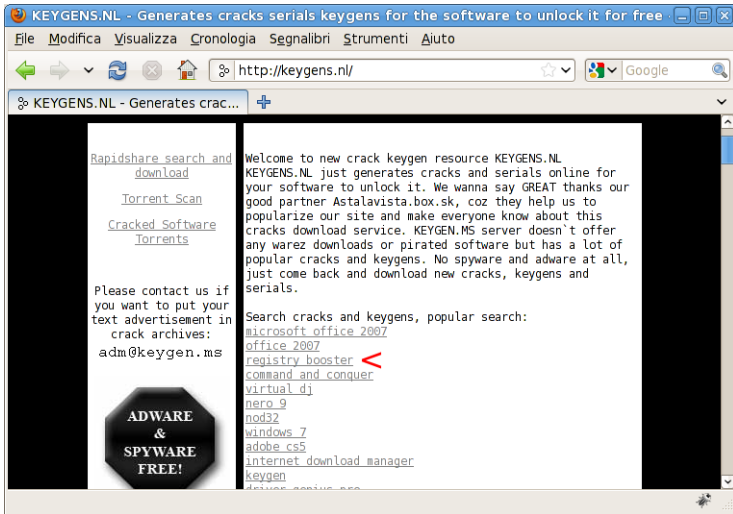 KEYGENS.NL - Generates cracks serials keygens for the software to unlock it for free
File Modifica Visualizza Cronologia Segnalibri Strumenti Aiuto
http://keygens.nl/
Google
KEYGENS.NL - Generates crac...
Rapidshare search and
download
Torrent Scan
Cracked Software
Torrents
Please contact us if
you want to put your
text advertisement in
crack archives:
adm@keygen.ms
ADWARE
&
SPYWARE
FREE!
Welcome to new crack keygen resource KEYGENS.NL
KEYGENS.NL just generates cracks and serials online for
your software to unlock it. We wanna say GREAT thanks our
good partner Astalavista.box.sk, coz they help us to
popularize our site and make everyone know about this
cracks download service. KEYGEN.MS server doesn`t offer
any warez downloads or pirated software but has a lot of
popular cracks and keygens. No spyware and adware at all,
just come back and download new cracks, keygens and
serials.
Search cracks and keygens, popular search:
microsoft office 2007
office 2007
registry booster <
command and conquer
virtual dj
nero 9
nod32
windows 7
adobe cs5
internet download manager
keygen
driver genius pro